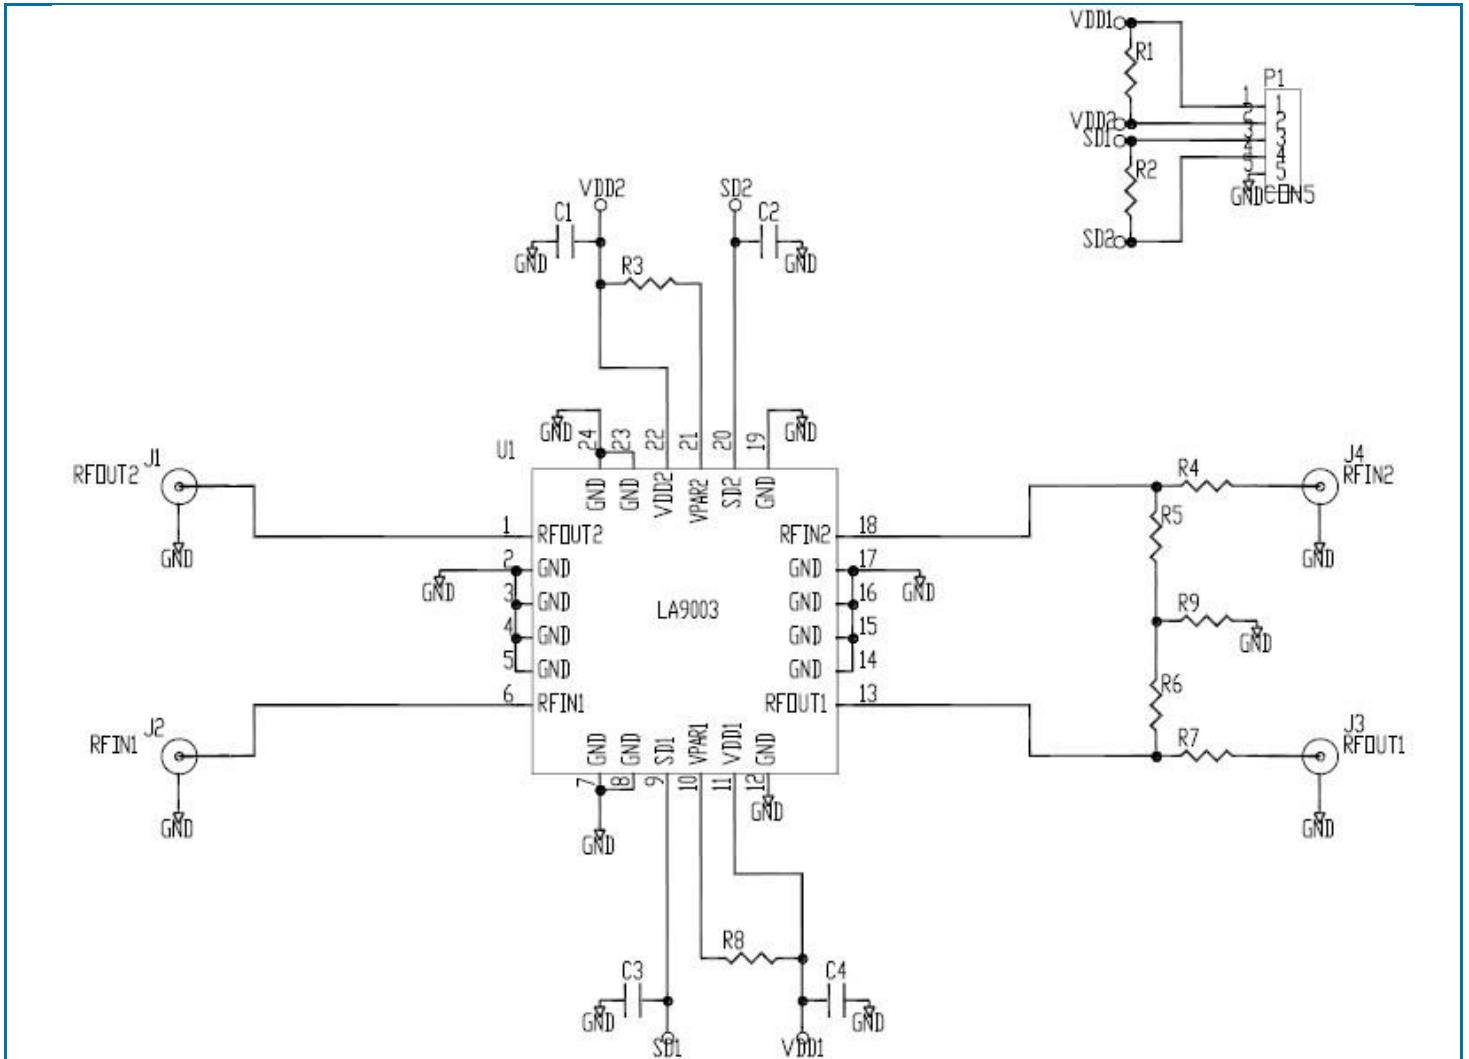 VDD1
R1
P1
1
1
2
VDD2
3
SD1
3
4
R2
5
5
GND
CON5
SD2
VDD2
SD2
C1
C2
GND
R3
GND
GND
24
23
22
21
20
19
GND
U1
J1
RFOUT2
GND
GND
VDD2
VPAR2
SD2
GND
R4
J4
RFIN2
R5
1
RFOUT2
RFIN2
18
GND
GND
2
GND
GND
17
GND
GND
3
GND
LA9003
GND
16
R9
4
GND
GND
15
GND
5
GND
GND
14
6
RFIN1
RFOUT1
13
R6
J2
RFIN1
J3
RFOUT1
R7
GND
GND
SD1
VPAR1
VDD1
GND
7
8
9
10
11
12
GND
GND
GND
GND
R8
C3
C4
GND
GND
SD1
VDD1